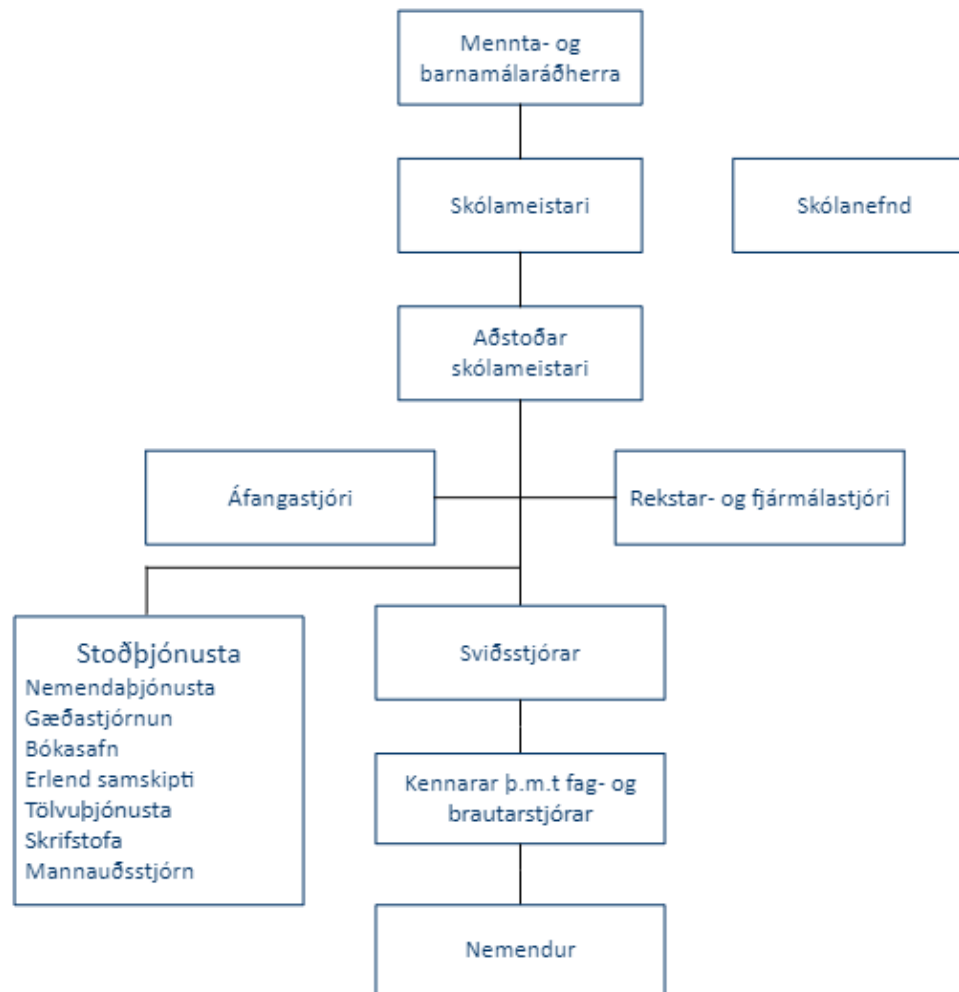 Mennta- og
barnamálaráðherra
Skólameistari
Skólanefnd
Aðstoðar
skólameistari
Áfangastjóri
Rekstar- og fjármálastjóri
Stoðþjónusta
Nemendaþjónusta
Gæðastjórnun
Bókasafn
Erlend samskipti
Tölvuþjónusta
Skrifstofa
Mannauðsstjórn
Sviðsstjórar
Kennarar þ.m.t fag- og
brautarstjórar
Nemendur